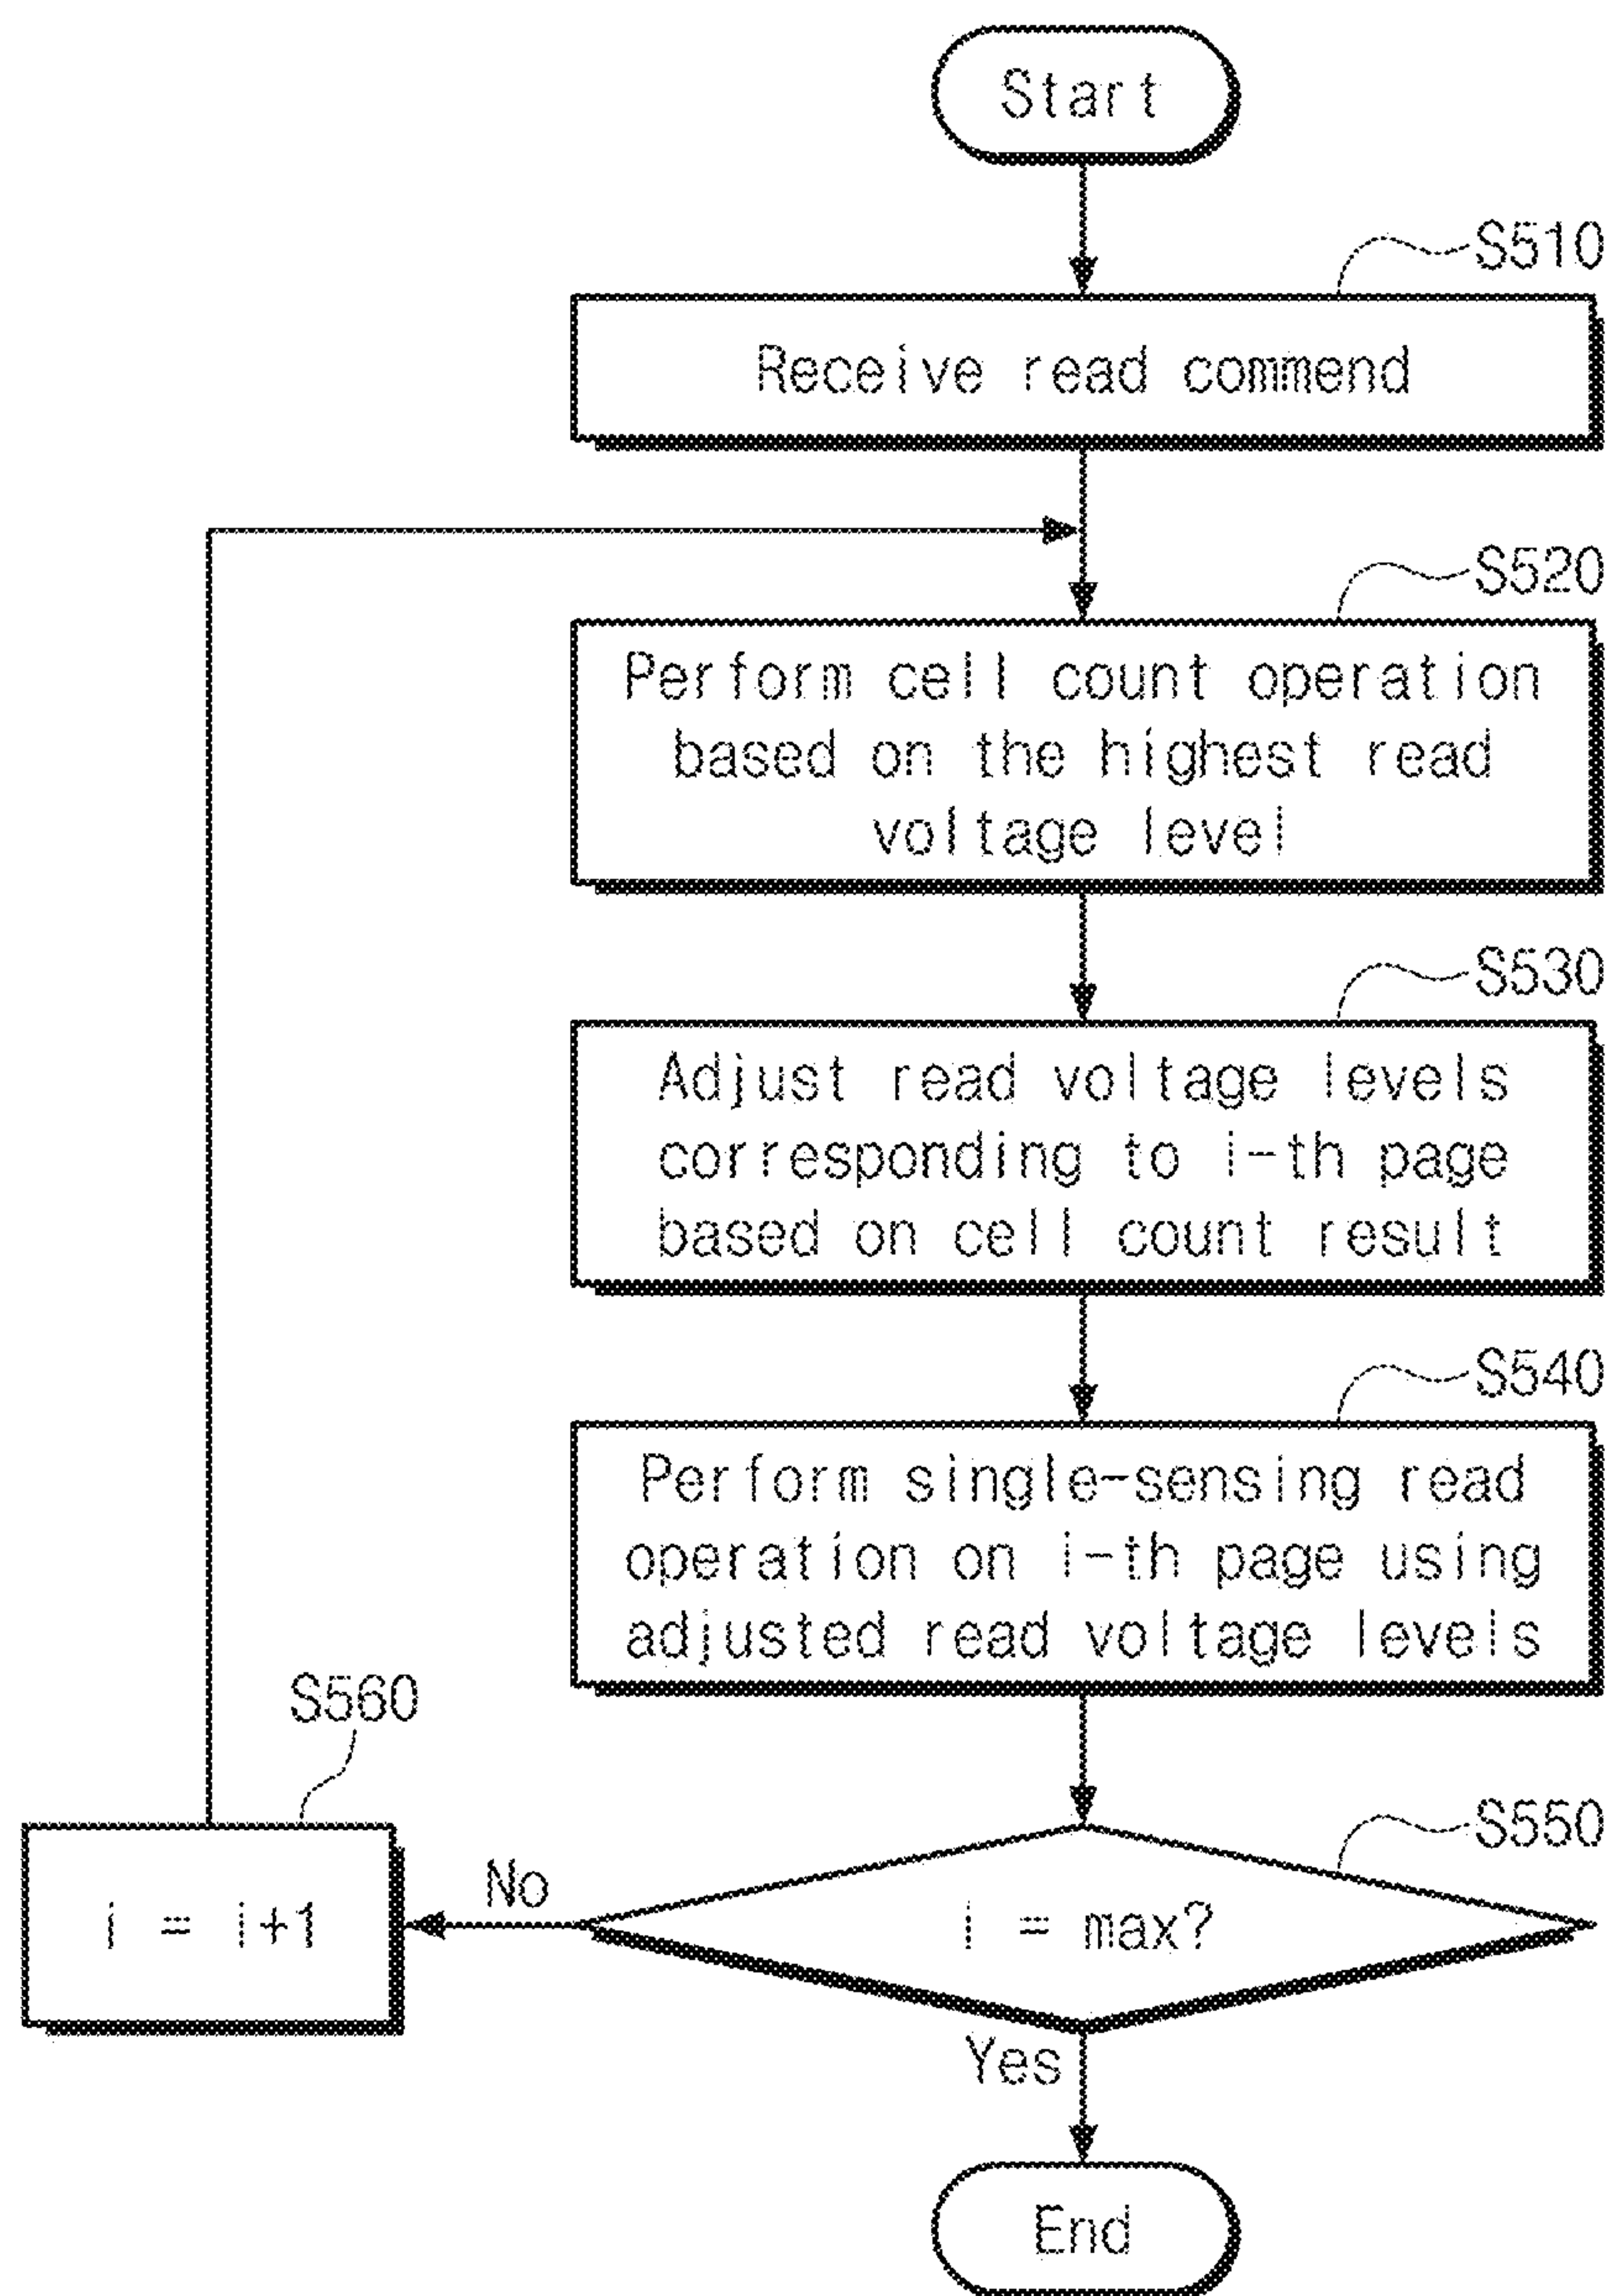 Start
S510
Receive read commend
S520
Perform cell count operation
based on the highest read
voltage level
S530
Adjust read voltage levels
corresponding to i-th page
based on cell count result
S540
Perform single-sensing read
operation on i-th page using
adjusted read voltage levels
S560
S550
i = i+1
No
i = max?
Yes
End